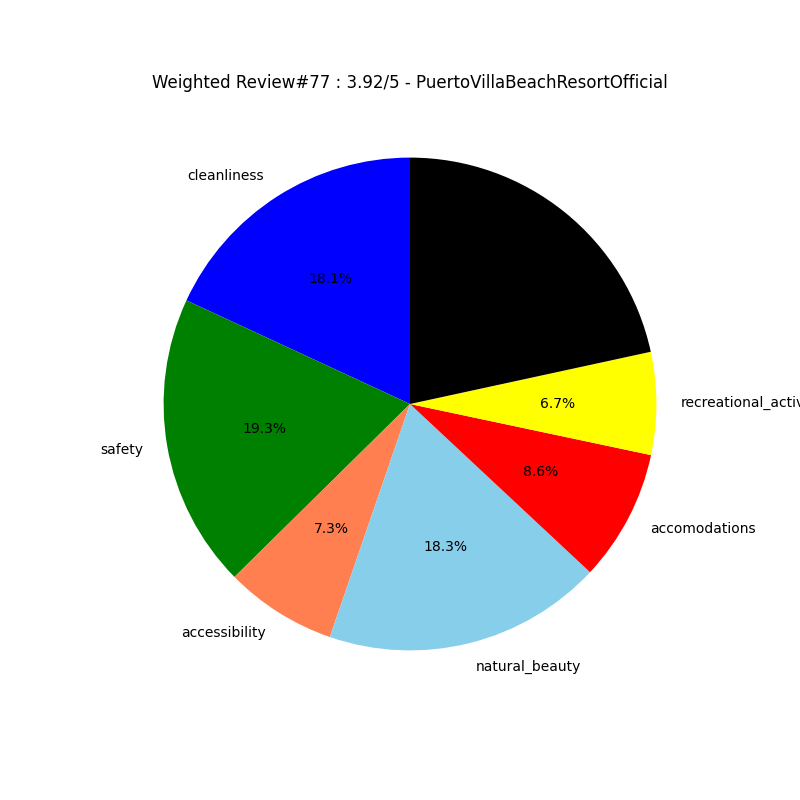 Weighted Review#77 : 3.92/5 - PuertoVillaBeachResortOfficial
cleanliness
18.1%
recreational_activ
6.7%
safety
19.3%
8.6%
accomodations
7.3%
18.3%
accessibility
natural_beauty